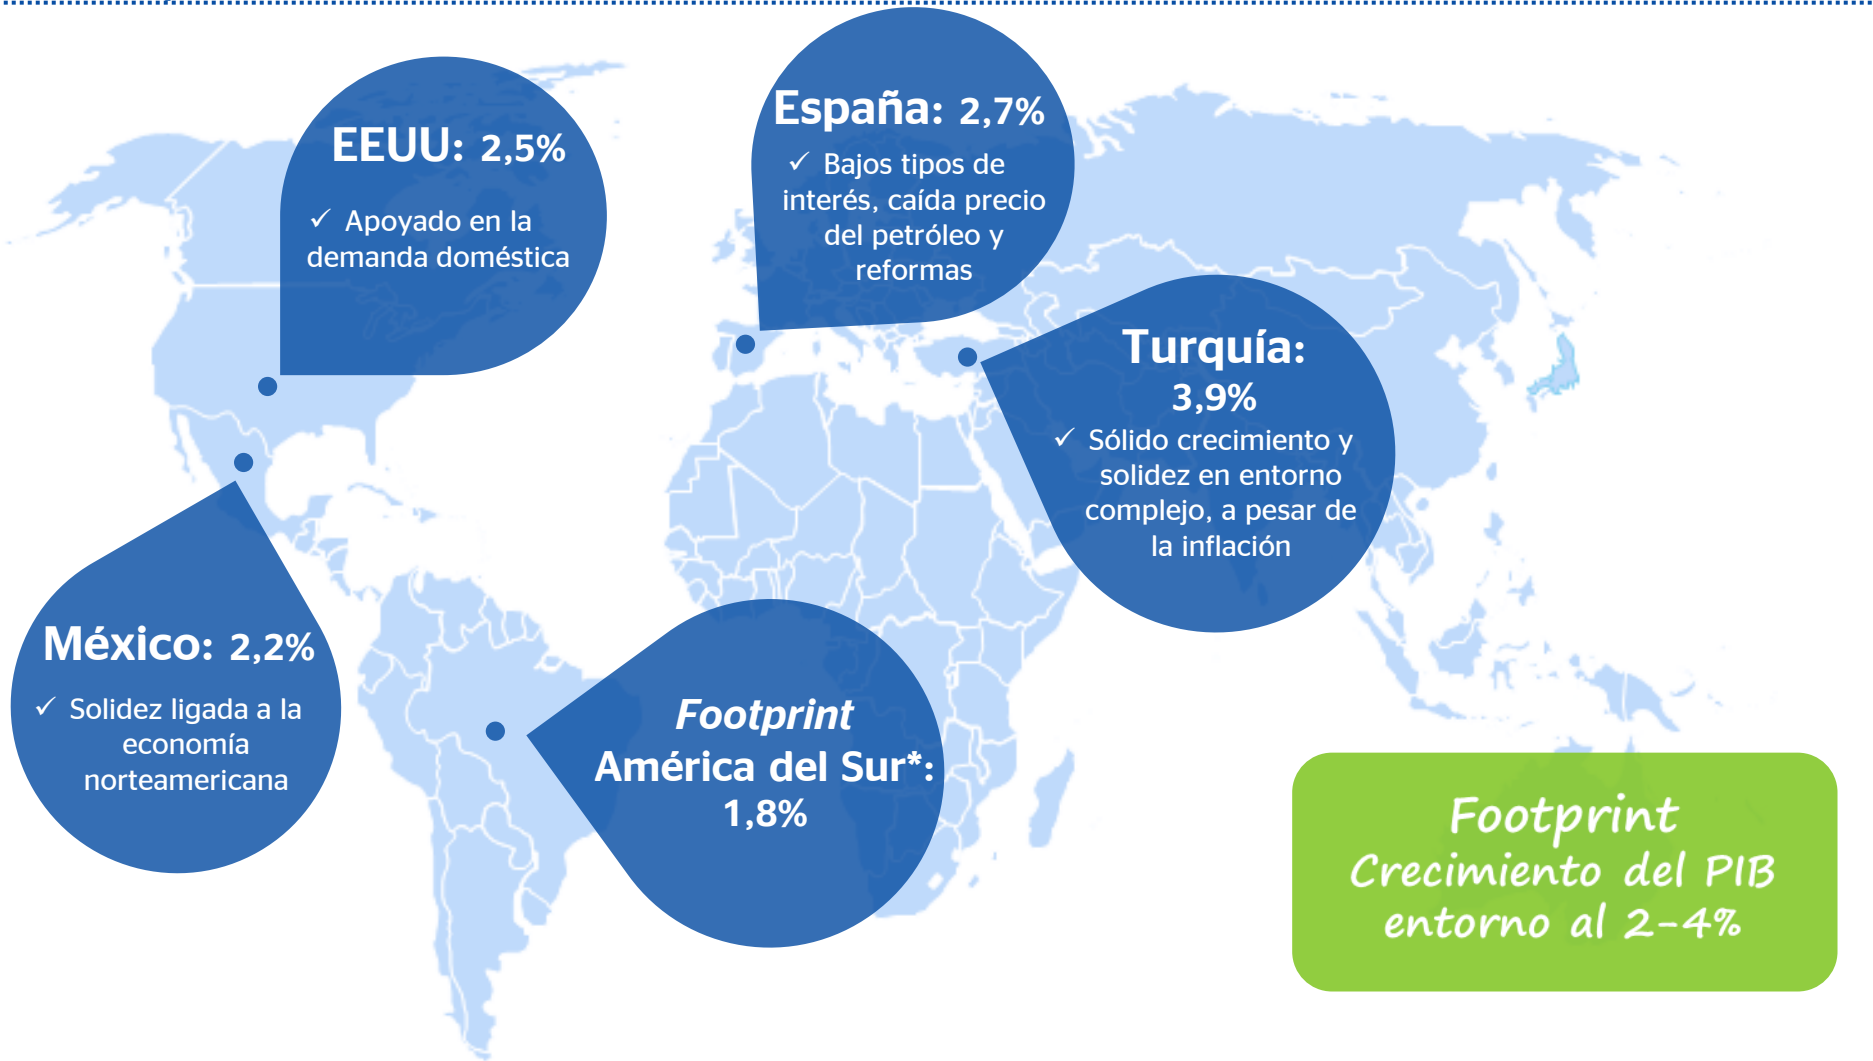 EEUU: 2,5%
✓ Apoyado en la
demanda doméstica
España: 2,7%
✓ Bajos tipos de
interés, caída precio
del petróleo y
reformas
Turquía:
3,9%
✓ Sólido crecimiento y
solidez en entorno
complejo, a pesar de
la inflación
México: 2,2%
✓ Solidez ligada a la
economía
norteamericana
Footprint
América del Sur*:
1,8%
Footprint
Crecimiento del PIB
entorno al 2-4%